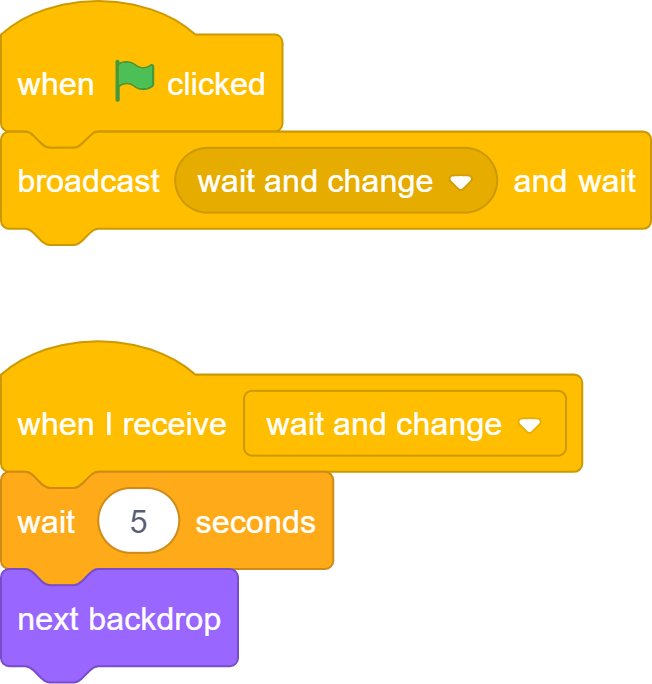 when clicked
broadcast wait and change and wait
when I receive wait and change
wait 5 seconds
next backdrop